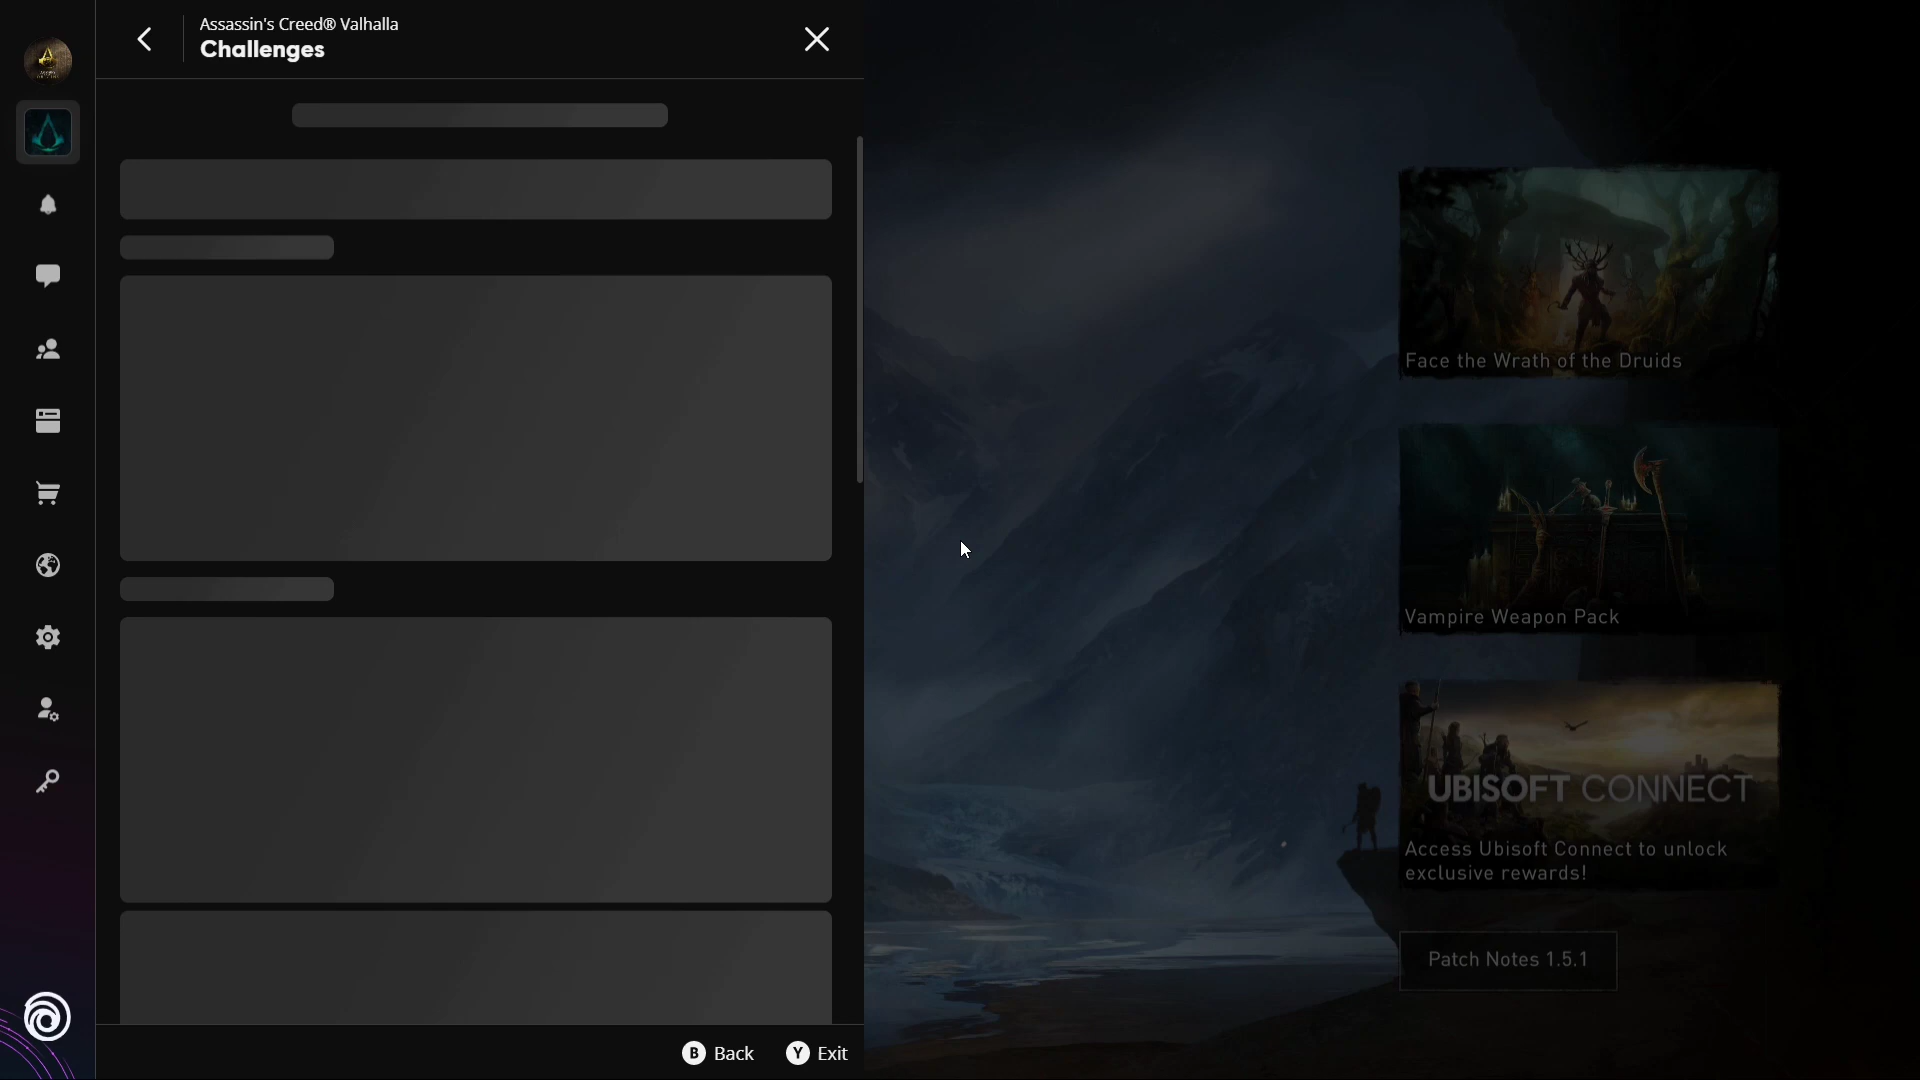 Assassin's Creed® Valhalla
Challenges
Face the Wrath of the Druids
Vampire Weapon Pack
UBISOFT CONNECT
Access Ubisoft Connect to unlock
exclusive rewards!
Patch Notes 1.5.1
B Back
Y Exit